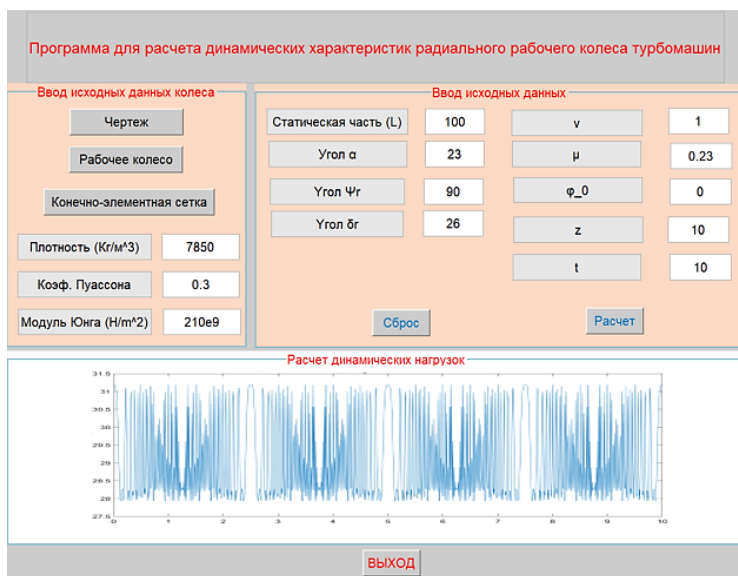 Программа для расчета динамических характеристик радиального рабочего колеса турбомашин
Ввод исходных данных колеса
Чертеж
Рабочее колесо
Конечно-элементная сетка
Плотность (Кг/м^3) 7850
Коэф. Пуассона 0.3
Модуль Юнга (Н/m^2) 210e9
Ввод исходных данных
Статическая часть (L) 100
Угол α 23
Yгол Ψr 90
Yгол δr 26
v 1
μ 0.23
φ_0 0
z 10
t 10
Сброс
Расчет
Расчет динамических нагрузок
31.5
31
30.5
30
29.5
29
28.5
28
27.5
0 1 2 3 4 5 6 7 8 9 10
ВЫХОД